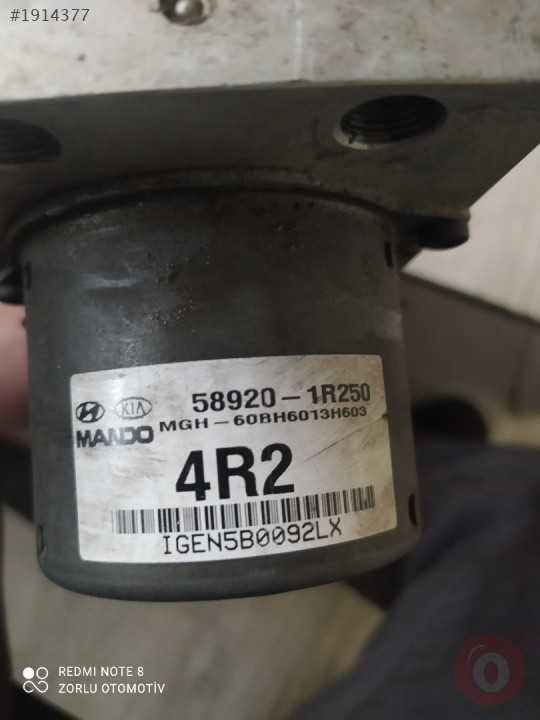 #1914377
58920-1R250
KIA
MGH-60BH6013H603
MANDO
4R2
IGEN5B0092LX
REDMI NOTE 8
ZORLU OTOMOTİV